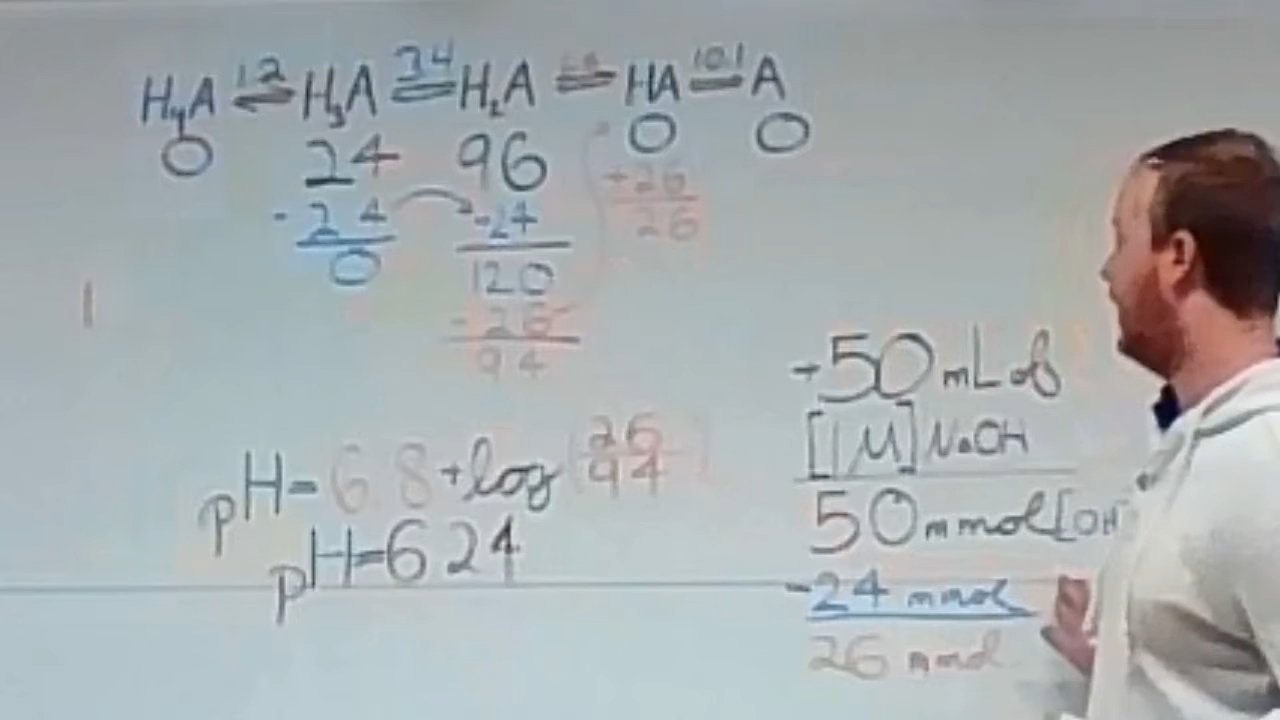 H₄A ⇌ 1.2 H₃A ⇌ 3.4 H₂A ⇌ HA ⇌ 10.1 A
0 24 96 0 0
-24 -24 +26
0 120 26
-26
94
pH = 6.8 + log (26/94)
pH = 6.24
+50 mL of
[1M] NaOH
50 mmol [OH
-24 mmol
26 mmol